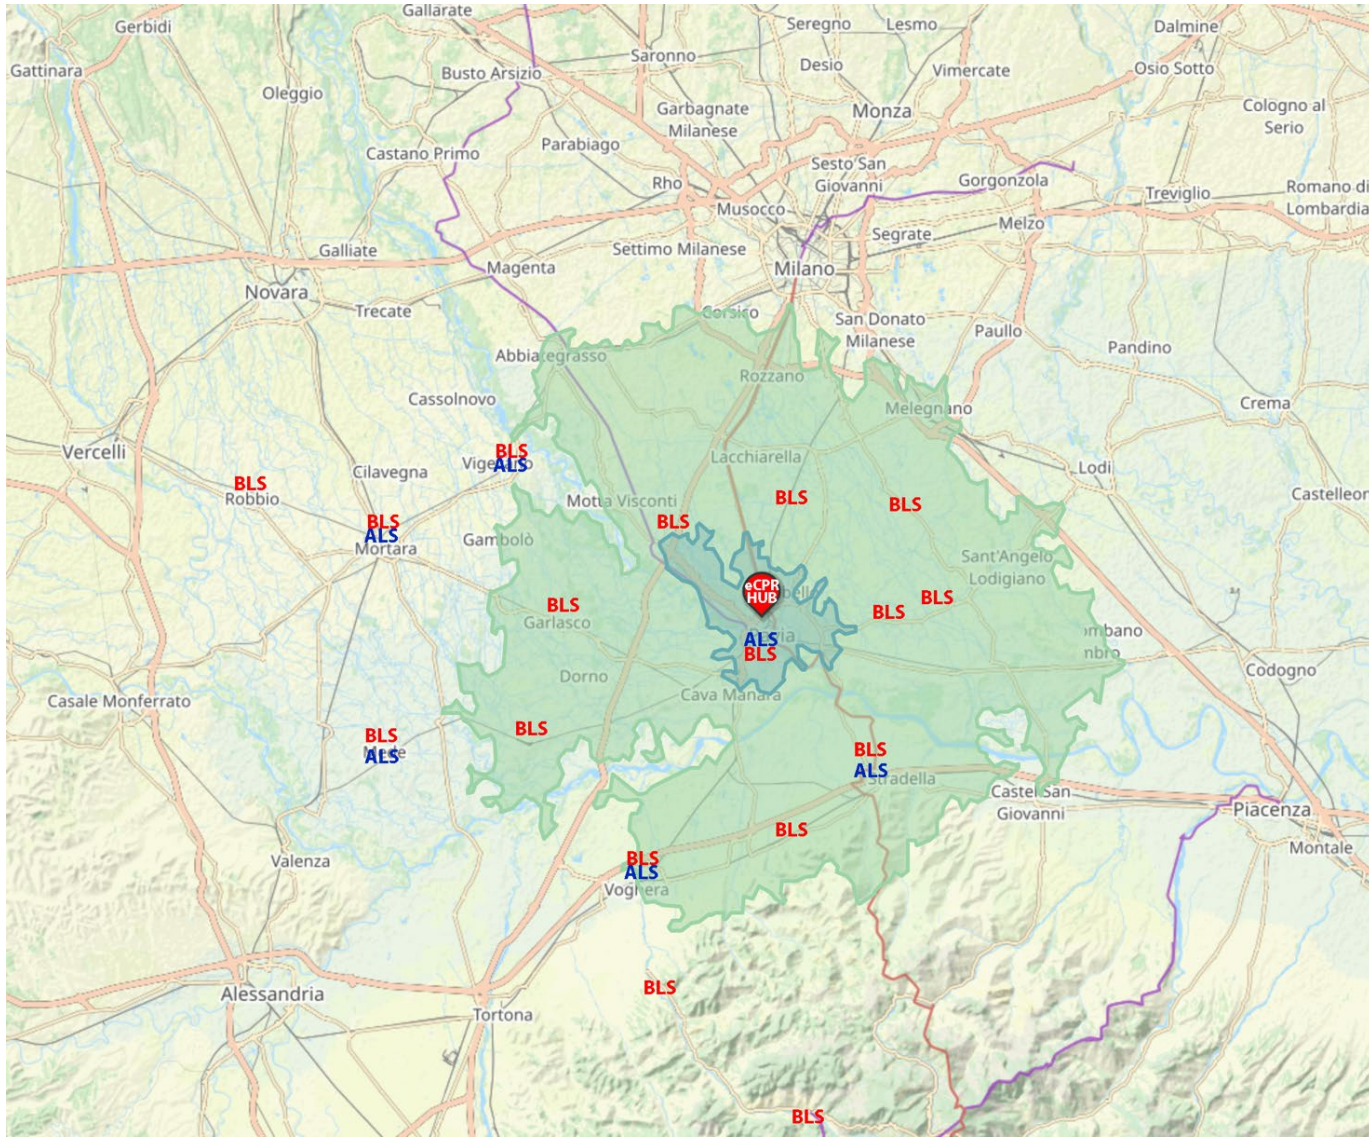 Gallarate
Gerbidi
Seregno
Lesmo
Dalmine
Saronno
Gattinara
Busto Arsizio
Desio
Vimercate
Osio Sotto
Oleggio
Garbagnate
Milanese
Monza
Cologno al
Serio
Castano Primo
Parabiago
Sesto San
Giovanni
Rho
Gorgonzola
Treviglio
Romano di
Lombardia
Musocco
Galliate
Settimo Milanese
Segrate
Melzo
Magenta
Milano
Novara
Trecate
Corsico
San Donato
Milanese
Paullo
Pandino
Abbiategrasso
Rozzano
Cassolnovo
Melegnano
Crema
Vercelli
BLS
Vigevano
ALS
Cilavegna
Lacchiarella
Lodi
BLS
Robbio
Motta Visconti
BLS
BLS
Castelleon
BLS
ALS
Mortara
BLS
Gambolò
Sant'Angelo
Lodigiano
eCPR
HUB
BLS
Garlasco
BLS
BLS
ALS
BLS
Codogno
Dorno
Cava Manara
Casale Monferrato
BLS
BLS
Mede
ALS
BLS
ALS
Stradella
Castel San
Giovanni
Piacenza
BLS
Montale
Valenza
BLS
ALS
Voghera
BLS
Alessandria
Tortona
BLS